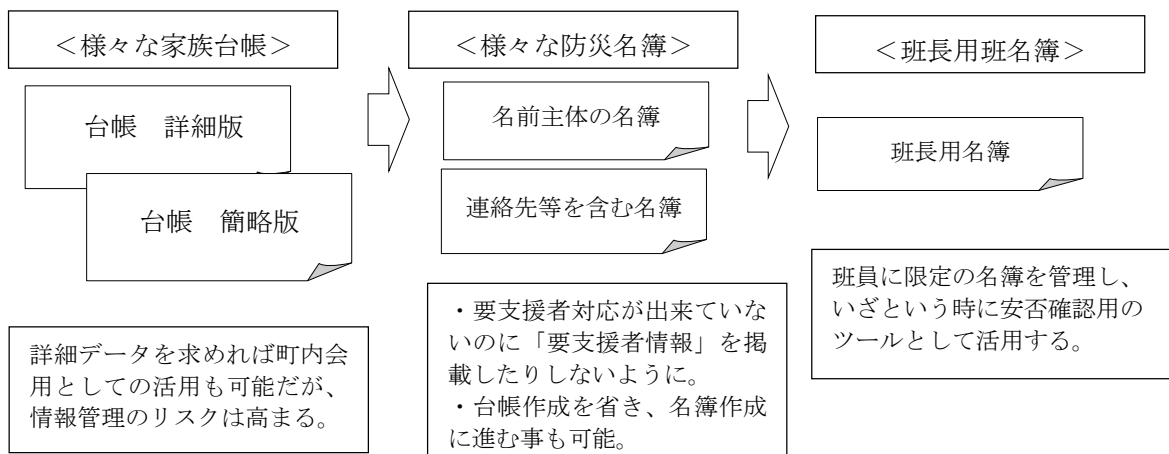 ＜様々な家族台帳＞
台帳　詳細版
台帳　簡略版
詳細データを求めれば町内会
用としての活用も可能だが、
情報管理のリスクは高まる。
＜様々な防災名簿＞
名前主体の名簿
連絡先等を含む名簿
・要支援者対応が出来ていな
いのに「要支援者情報」を掲
載したりしないように。
・台帳作成を省き、名簿作成
に進む事も可能。
＜班長用班名簿＞
班長用名簿
班員に限定の名簿を管理し、
いざという時に安否確認用の
ツールとして活用する。